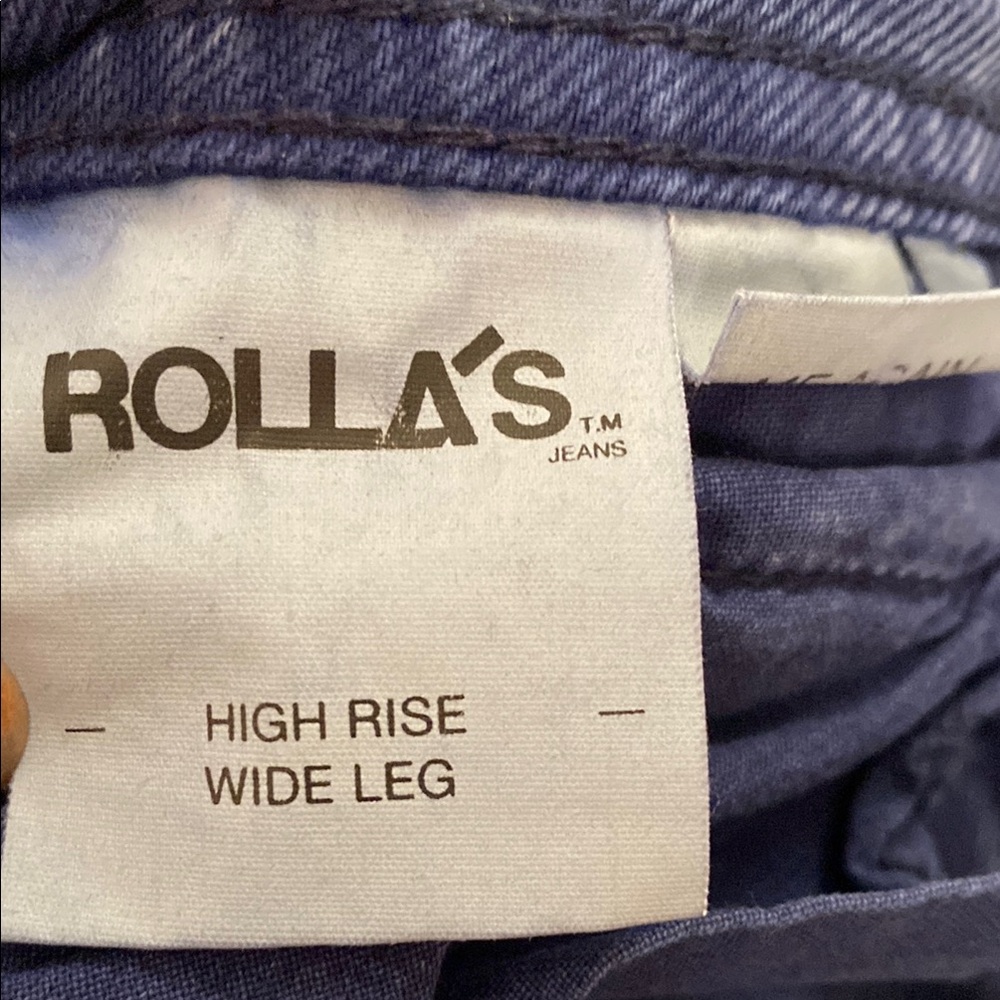 ROLLA'S T.M
JEANS
— HIGH RISE —
WIDE LEG